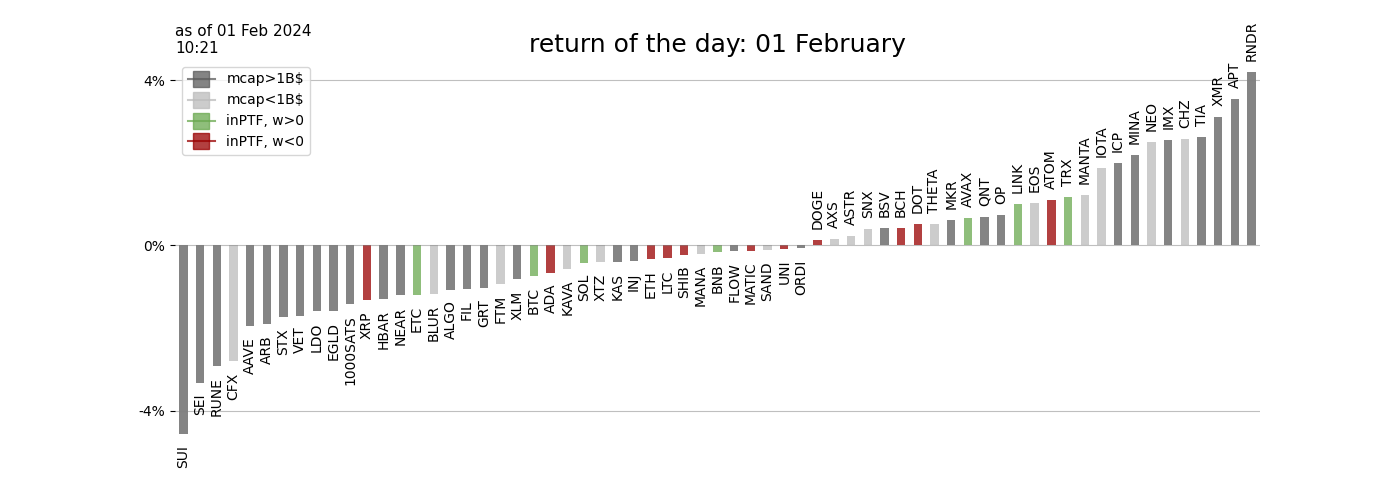 as of 01 Feb 2024
10:21
return of the day: 01 February
mcap>1B$
mcap<1B$
inPTF, w>0
inPTF, w<0
4%
0%
-4%
SUI
SEI
RUNE
CFX
AAVE
ARB
STX
VET
LDO
EGLD
1000SATS
XRP
HBAR
NEAR
ETC
BLUR
ALGO
FIL
GRT
FTM
XLM
BTC
ADA
KAVA
SOL
XTZ
KAS
INJ
ETH
LTC
SHIB
MANA
BNB
FLOW
MATIC
SAND
UNI
ORDI
DOGE
AXS
ASTR
SNX
BSV
BCH
DOT
THETA
MKR
AVAX
QNT
OP
LINK
EOS
ATOM
TRX
MANTA
IOTA
ICP
MINA
NEO
IMX
CHZ
TIA
XMR
APT
RNDR